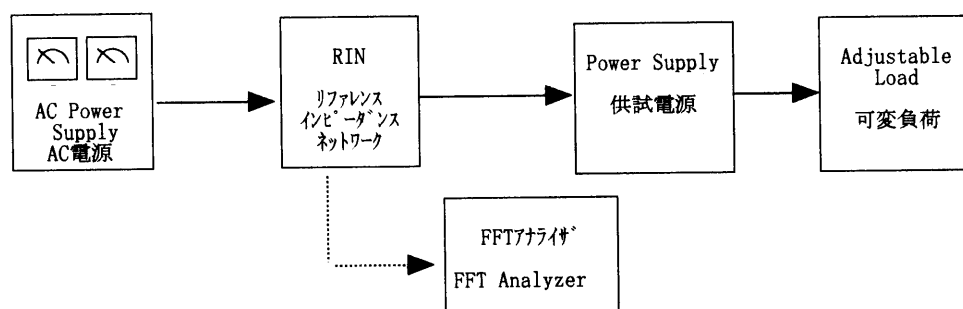 AC Power
Supply
AC電源
RIN
リファレンス
インピーダンス
ネットワーク
Power Supply
供試電源
Adjustable
Load
可変負荷
FFTアナライザ
FFT Analyzer